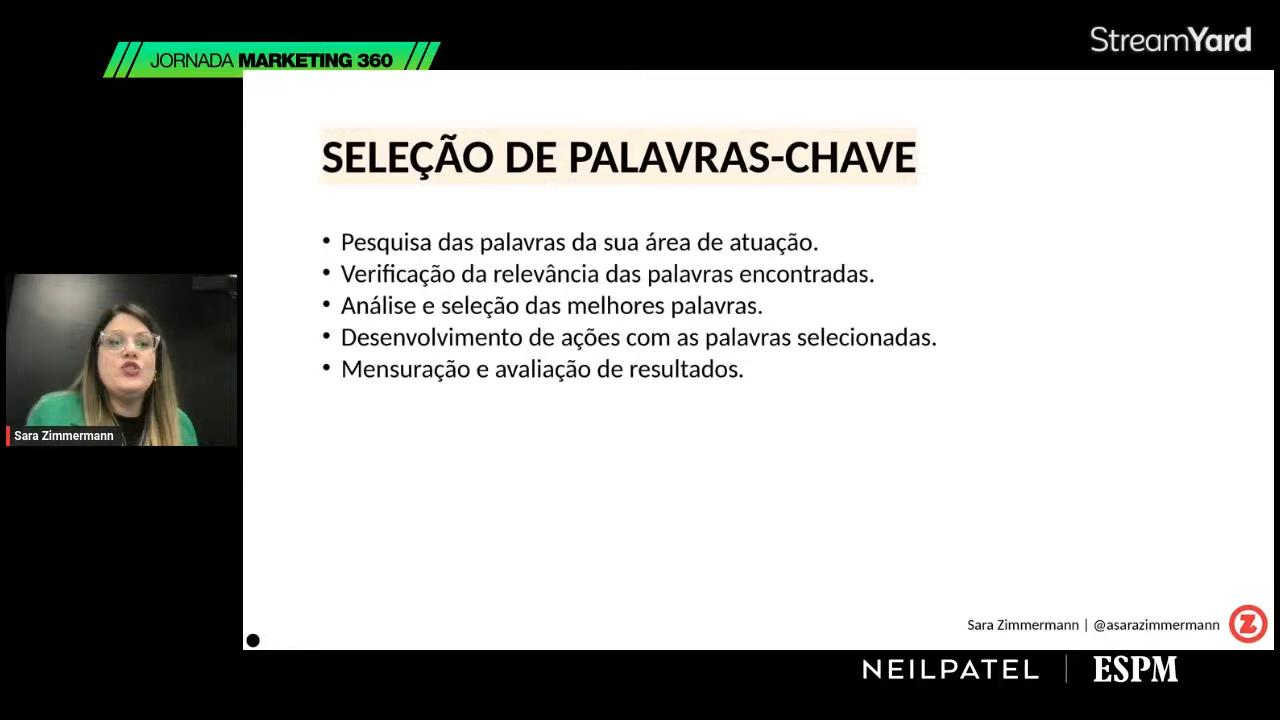 JORNADA MARKETING 360
StreamYard
SELEÇÃO DE PALAVRAS-CHAVE
• Pesquisa das palavras da sua área de atuação.
• Verificação da relevância das palavras encontradas.
• Análise e seleção das melhores palavras.
• Desenvolvimento de ações com as palavras selecionadas.
• Mensuração e avaliação de resultados.
Sara Zimmermann
Sara Zimmermann | @asarazimmermann
Z
NEILPATEL | ESPM